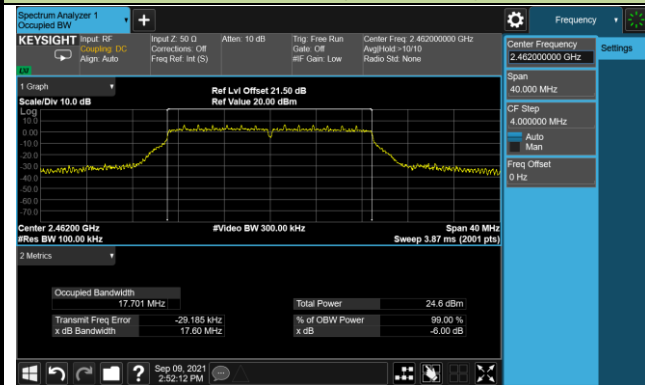 Spectrum Analyzer 1
Occupied BW
+
Frequency
KEYSIGHT
Input: RF
Coupling: DC
Align: Auto
Input Z: 50 Ω
Corrections: Off
Freq Ref: Int (S)
Atten: 10 dB
Trig: Free Run
Gate: Off
#IF Gain: Low
Center Freq: 2.462000000 GHz
Avg|Hold:>10/10
Radio Std: None
Center Frequency
2.462000000 GHz
Settings
Span
40.000 MHz
CF Step
4.000000 MHz
Auto
Man
Freq Offset
0 Hz
1 Graph
Scale/Div 10.0 dB
Ref Lvl Offset 21.50 dB
Ref Value 20.00 dBm
Log
10.0
0.00
-10.0
-20.0
-30.0
-40.0
-50.0
-60.0
-70.0
Center 2.46200 GHz
#Video BW 300.00 kHz
Span 40 MHz
#Res BW 100.00 kHz
Sweep 3.87 ms (2001 pts)
2 Metrics
Occupied Bandwidth
17.701 MHz
Total Power
24.6 dBm
Transmit Freq Error
-29.185 kHz
% of OBW Power
99.00 %
x dB Bandwidth
17.60 MHz
x dB
-6.00 dB
?
Sep 09, 2021
2:52:12 PM